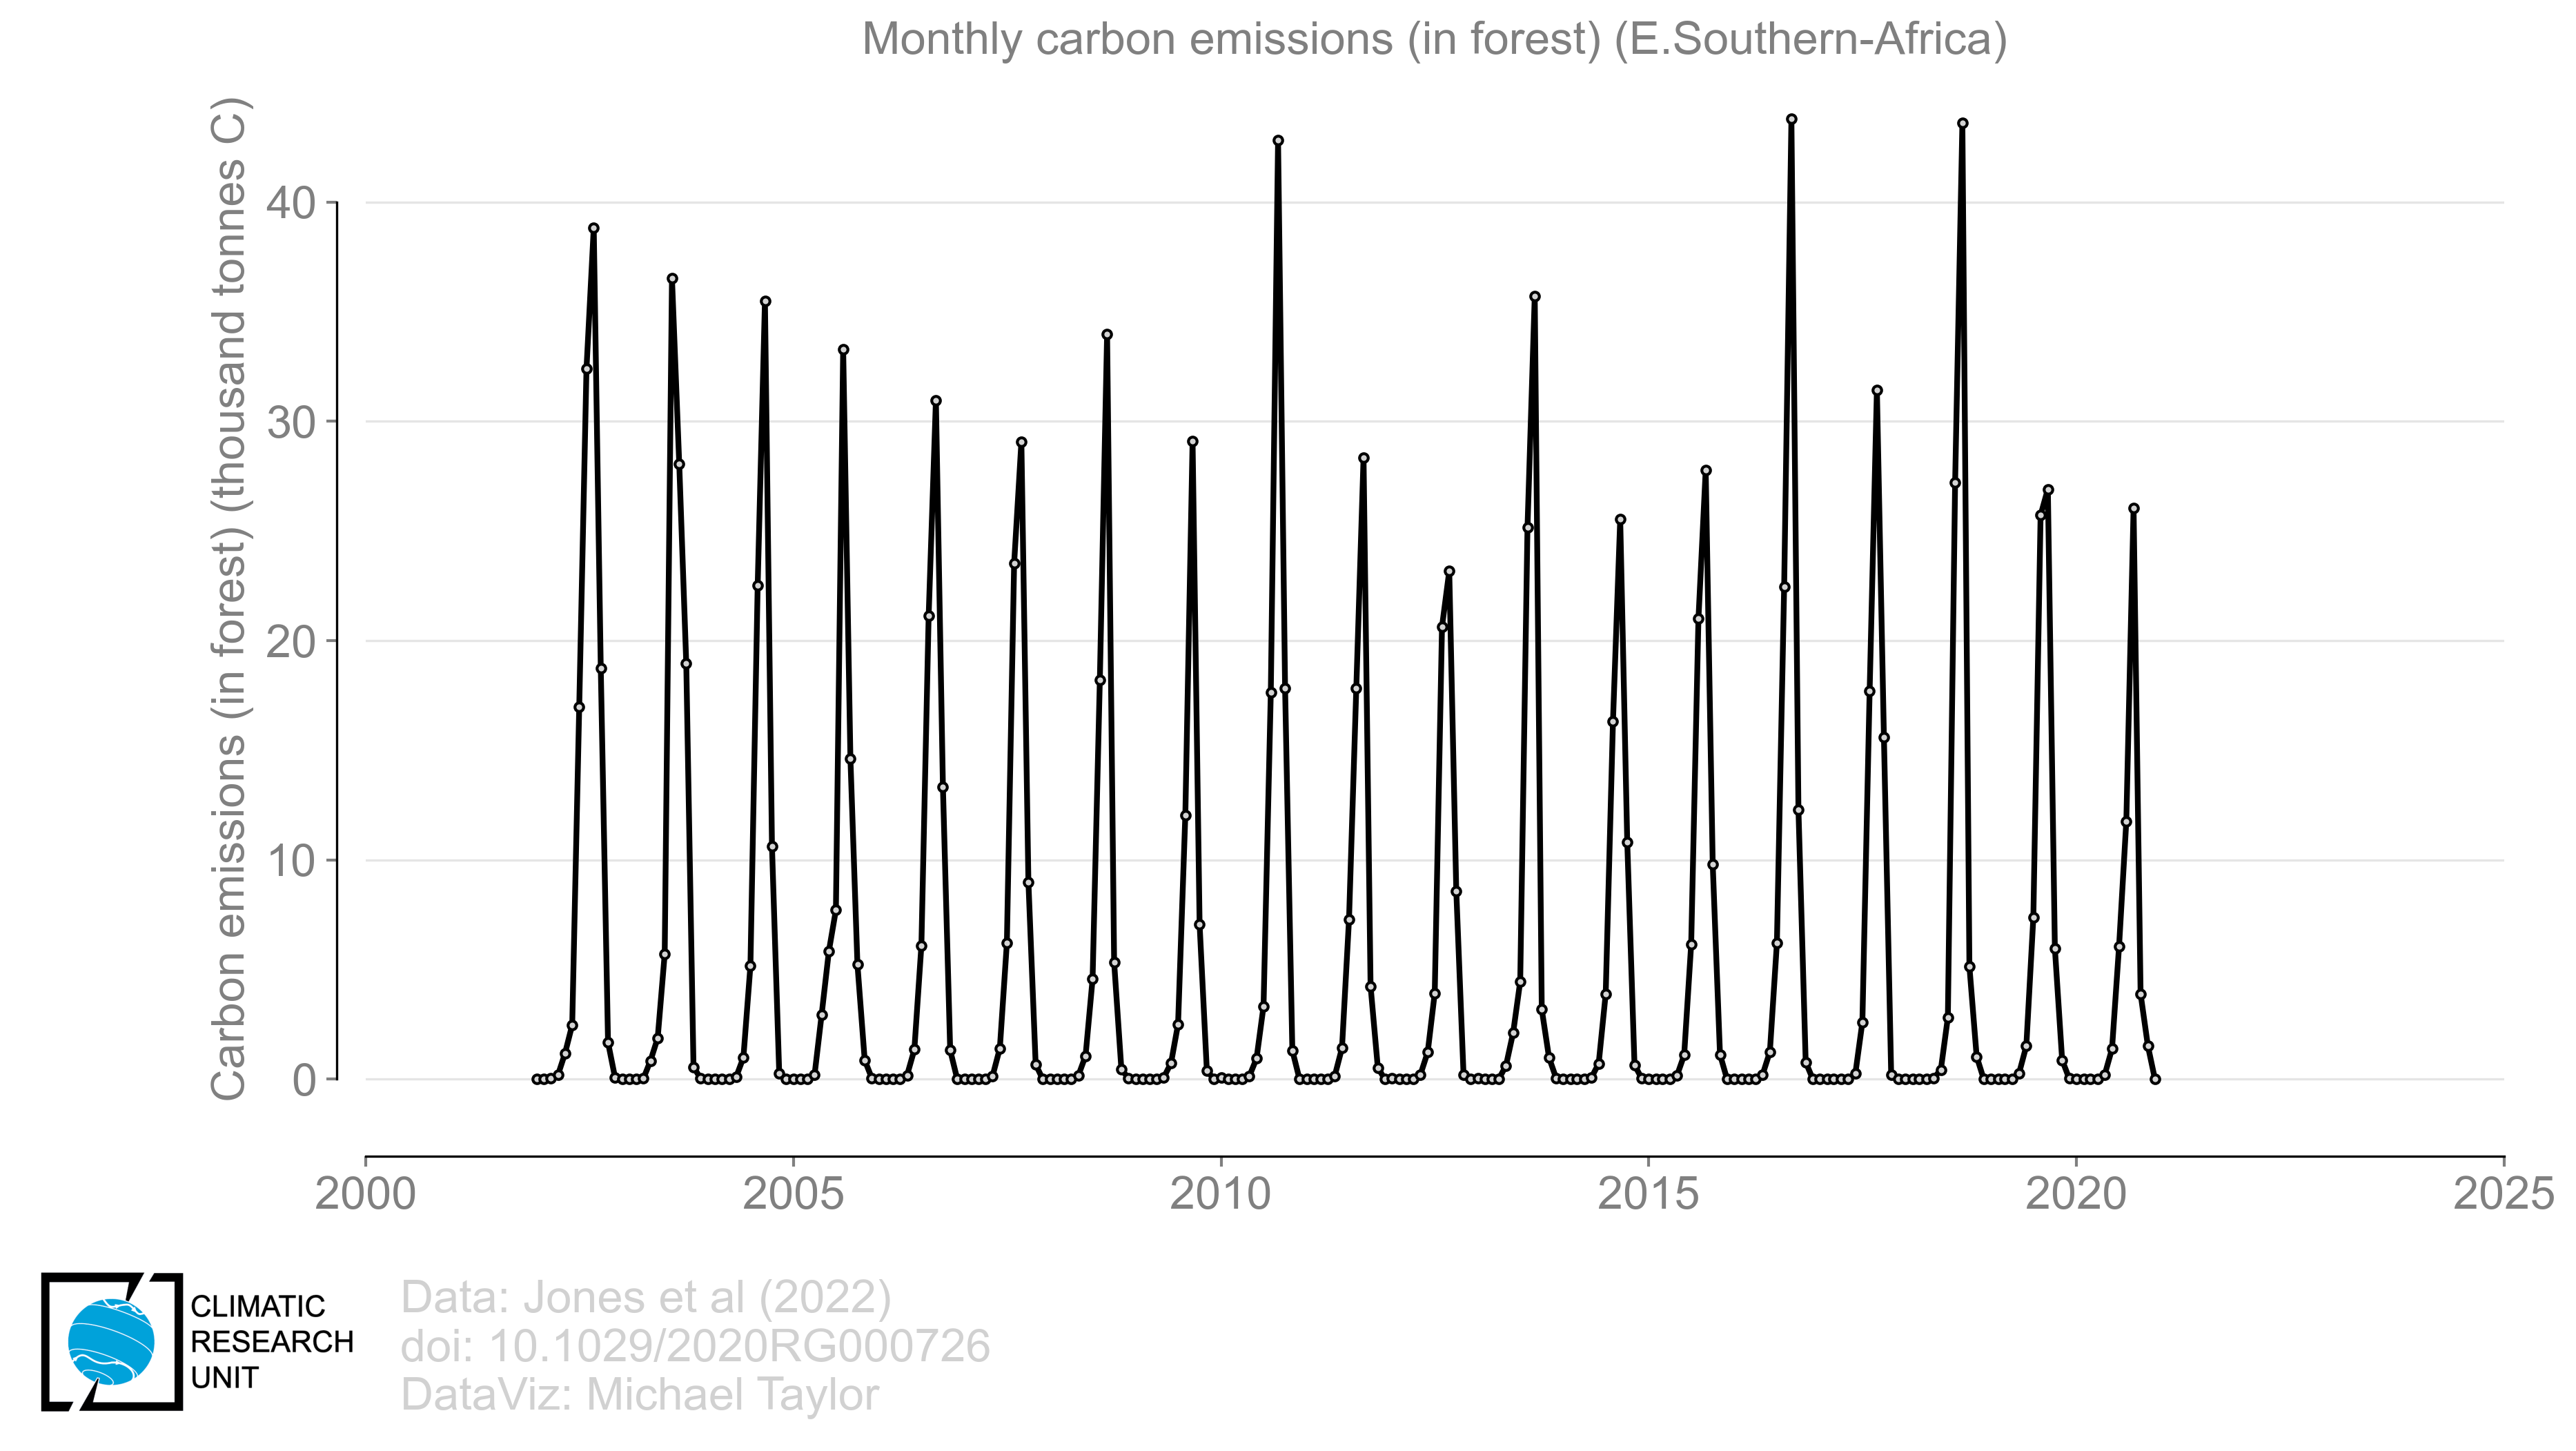 Monthly carbon emissions (in forest) (E.Southern-Africa)
Carbon emissions (in forest) (thousand tonnes C)
40
30
20
10
0
2000
2005
2010
2015
2020
2025
CLIMATIC
RESEARCH
UNIT
Data: Jones et al (2022)
doi: 10.1029/2020RG000726
DataViz: Michael Taylor